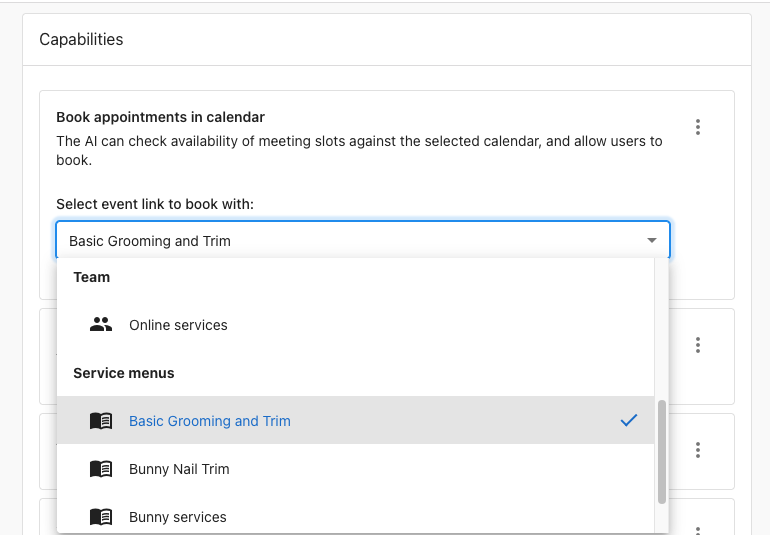 Capabilities
Book appointments in calendar
The AI can check availability of meeting slots against the selected calendar, and allow users to
book.
Select event link to book with:
Basic Grooming and Trim
Team
Online services
Service menus
Basic Grooming and Trim
Bunny Nail Trim
Bunny services